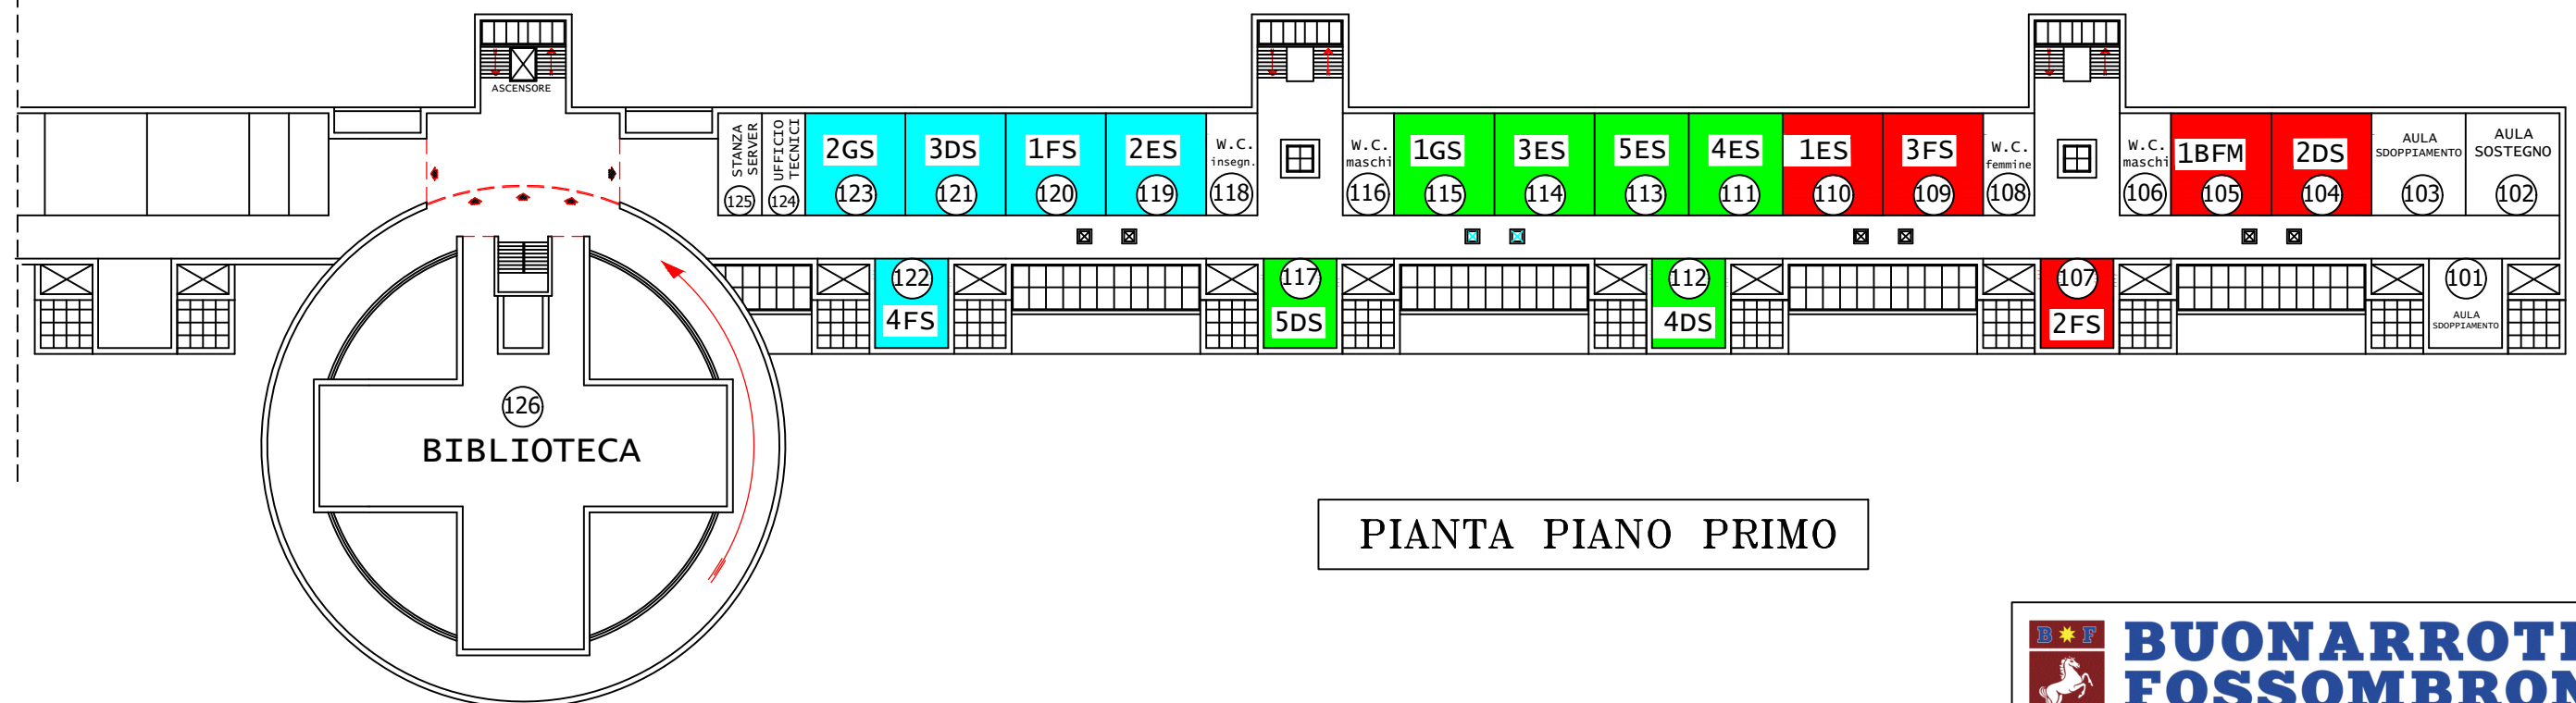 ASCENSORE
STANZA
SERVER
125
UFFICIO
TECNICI
124
2GS
123
3DS
121
1FS
120
2ES
119
W.C.
insegn.
118
W.C.
maschi
116
1GS
115
3ES
114
5ES
113
4ES
111
1ES
110
3FS
109
W.C.
femmine
108
W.C.
maschi
106
1BFM
105
2DS
104
AULA
SDOPPIAMENTO
103
AULA
SOSTEGNO
102
122
4FS
117
5DS
112
4DS
107
2FS
101
AULA
SDOPPIAMENTO
126
BIBLIOTECA
PIANTA PIANO PRIMO
B F
BUONARROTI
FOSSOMBRON